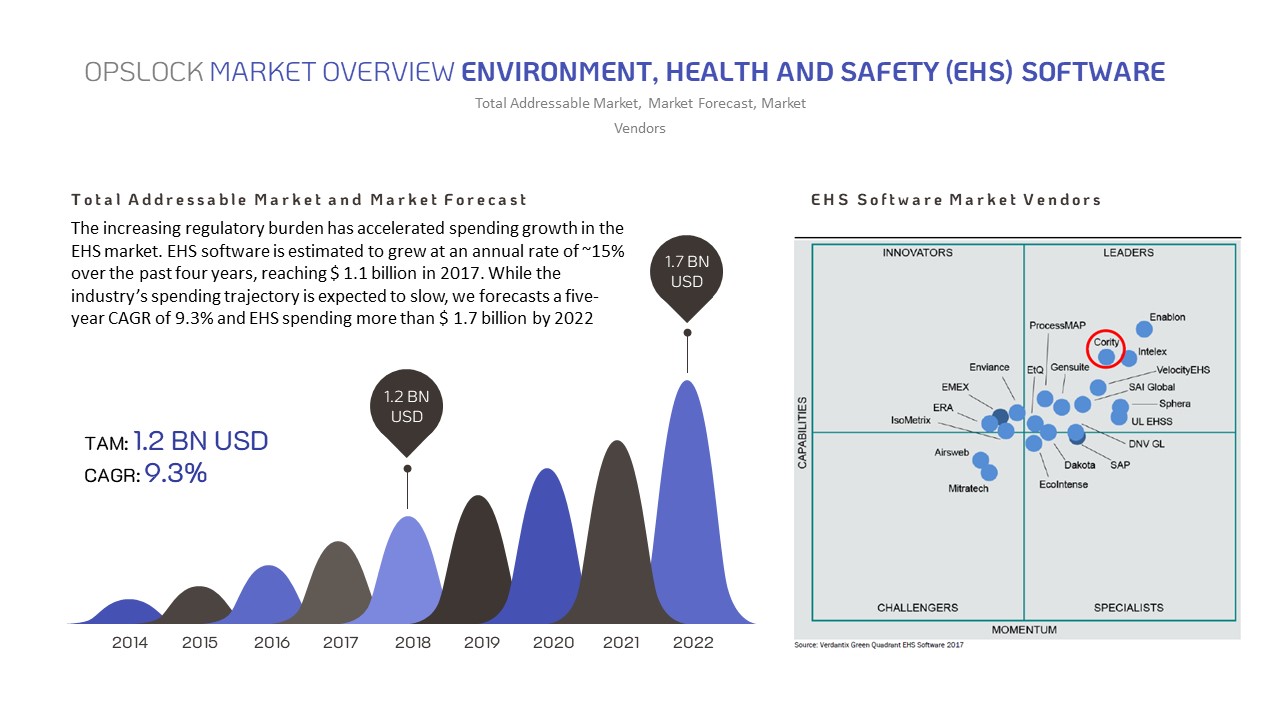 OPSLOCK MARKET OVERVIEW ENVIRONMENT, HEALTH AND SAFETY (EHS) SOFTWARE
Total Addressable Market, Market Forecast, Market
Vendors
Total Addressable Market and Market Forecast
The increasing regulatory burden has accelerated spending growth in the
EHS market. EHS software is estimated to grew at an annual rate of ~15%
over the past four years, reaching $ 1.1 billion in 2017. While the
industry's spending trajectory is expected to slow, we forecasts a five-
year CAGR of 9.3% and EHS spending more than $ 1.7 billion by 2022
1.7 BN
USD
1.2 BN
USD
TAM: 1.2 BN USD
CAGR: 9.3%
2014 2015 2016 2017 2018 2019 2020 2021 2022
EHS Software Market Vendors
INNOVATORS
LEADERS
Enablon
ProcessMAP
Cority
Intelex
Enviance
EtQ
Gensuite
VelocityEHS
EMEX
SAI Global
ERA
Sphera
IsoMetrix
UL EHSS
CAPABILITIES
DNV GL
Airsweb
Dakota
SAP
Mitratech
EcoIntense
CHALLENGERS
SPECIALISTS
MOMENTUM
Source: Verdantix Green Quadrant EHS Software 2017